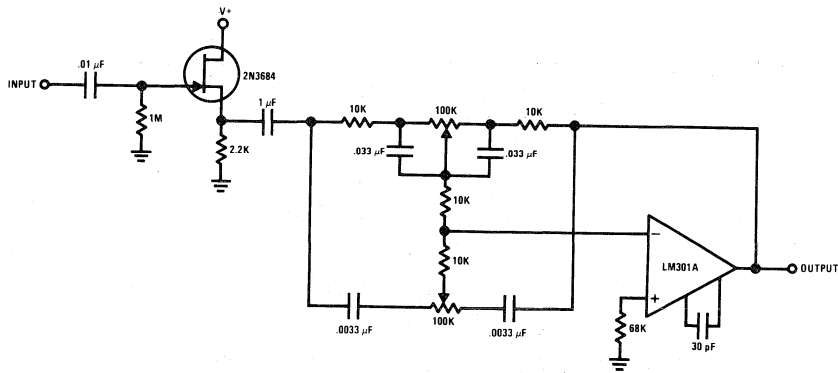 V+
.01 μF
2N3684
INPUT
1 μF
10K
100K
10K
1M
2.2K
.033 μF
.033 μF
10K
10K
−
LM301A
OUTPUT
+
.0033 μF
100K
.0033 μF
68K
30 pF